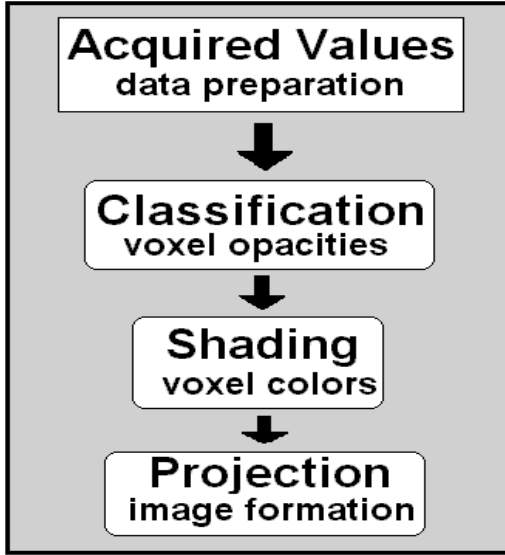 Acquired Values
data preparation
Classification
voxel opacities
Shading
voxel colors
Projection
image formation